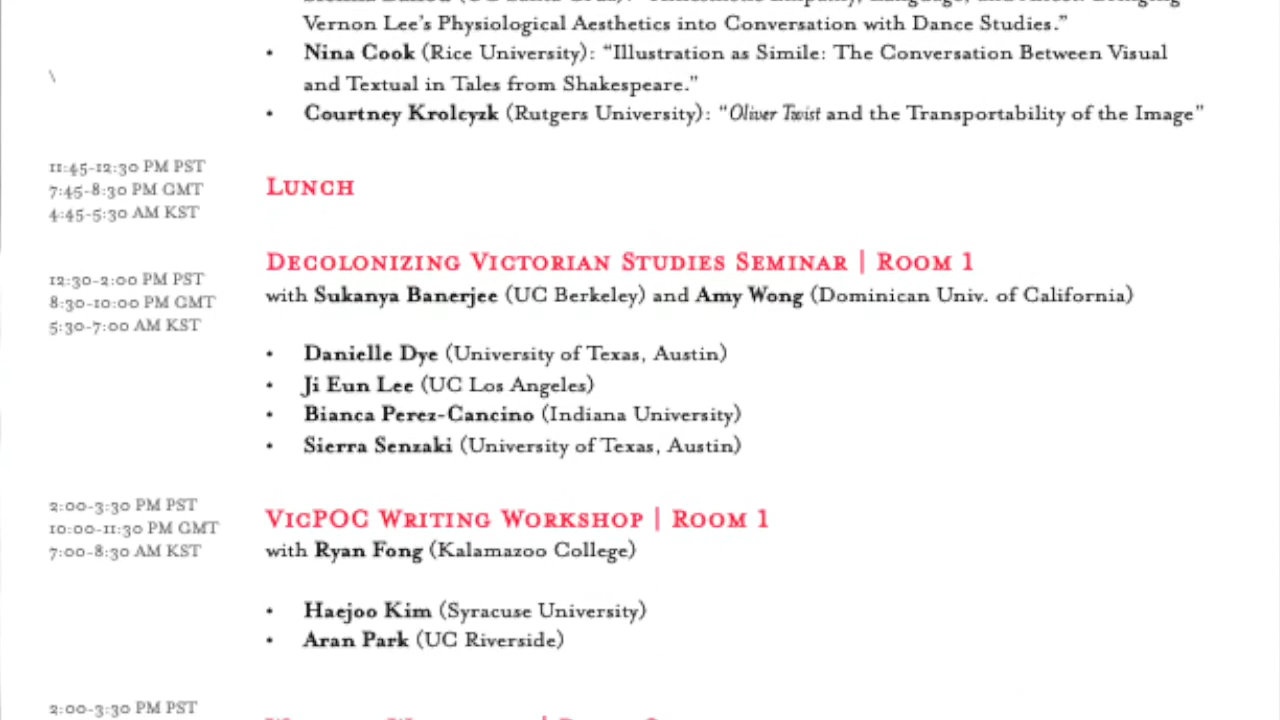 Vernon Lee's Physiological Aesthetics into Conversation with Dance Studies."
• Nina Cook (Rice University): "Illustration as Simile: The Conversation Between Visual
\
and Textual in Tales from Shakespeare."
• Courtney Krolcyzk (Rutgers University): "Oliver Twist and the Transportability of the Image"
11:45-12:30 PM PST
7:45-8:30 PM GMT
4:45-5:30 AM KST
Lunch
Decolonizing Victorian Studies Seminar | Room 1
with Sukanya Banerjee (UC Berkeley) and Amy Wong (Dominican Univ. of California)
12:30-2:00 PM PST
8:30-10:00 PM GMT
5:30-7:00 AM KST
• Danielle Dye (University of Texas, Austin)
• Ji Eun Lee (UC Los Angeles)
• Bianca Perez-Cancino (Indiana University)
• Sierra Senzaki (University of Texas, Austin)
2:00-3:30 PM PST
10:00-11:30 PM GMT
7:00-8:30 AM KST
VicPOC Writing Workshop | Room 1
with Ryan Fong (Kalamazoo College)
• Haejoo Kim (Syracuse University)
• Aran Park (UC Riverside)
2:00-3:30 PM PST